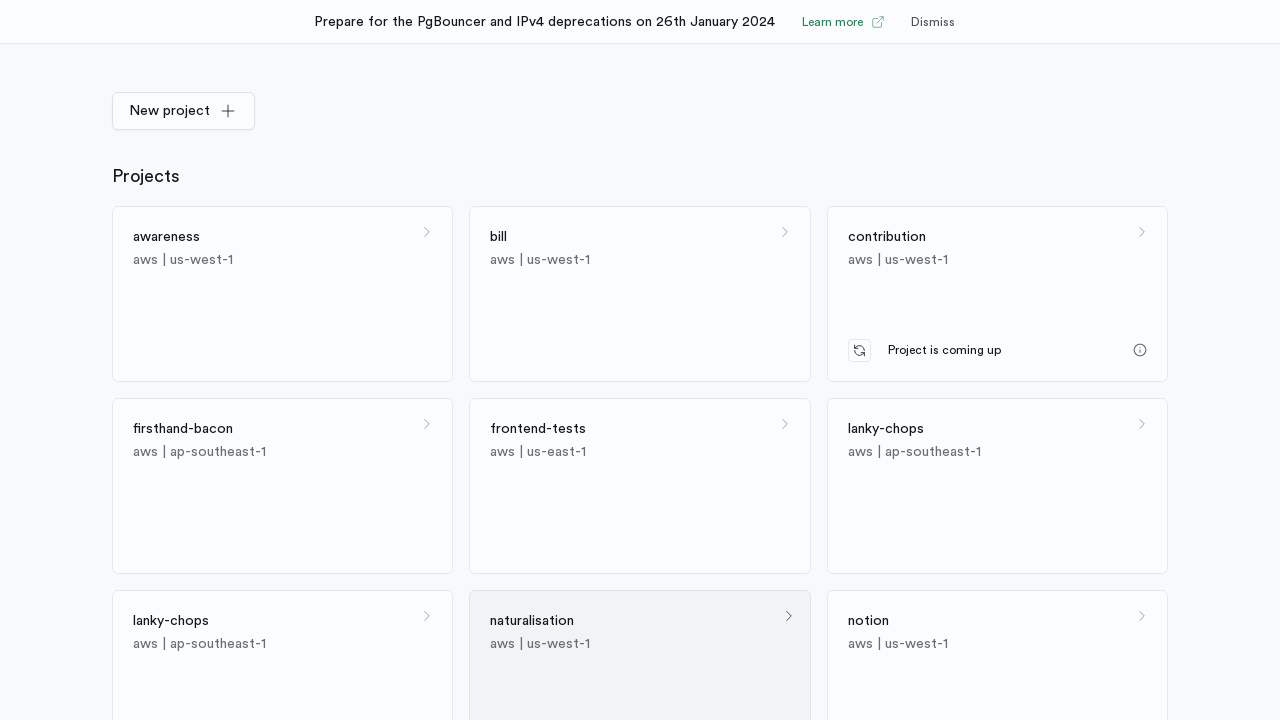 Prepare for the PgBouncer and IPv4 deprecations on 26th January 2024 Learn more Dismiss
New project
Projects
awareness
aws | us-west-1
bill
aws | us-west-1
contribution
aws | us-west-1
Project is coming up
firsthand-bacon
aws | ap-southeast-1
frontend-tests
aws | us-east-1
lanky-chops
aws | ap-southeast-1
lanky-chops
aws | ap-southeast-1
naturalisation
aws | us-west-1
notion
aws | us-west-1